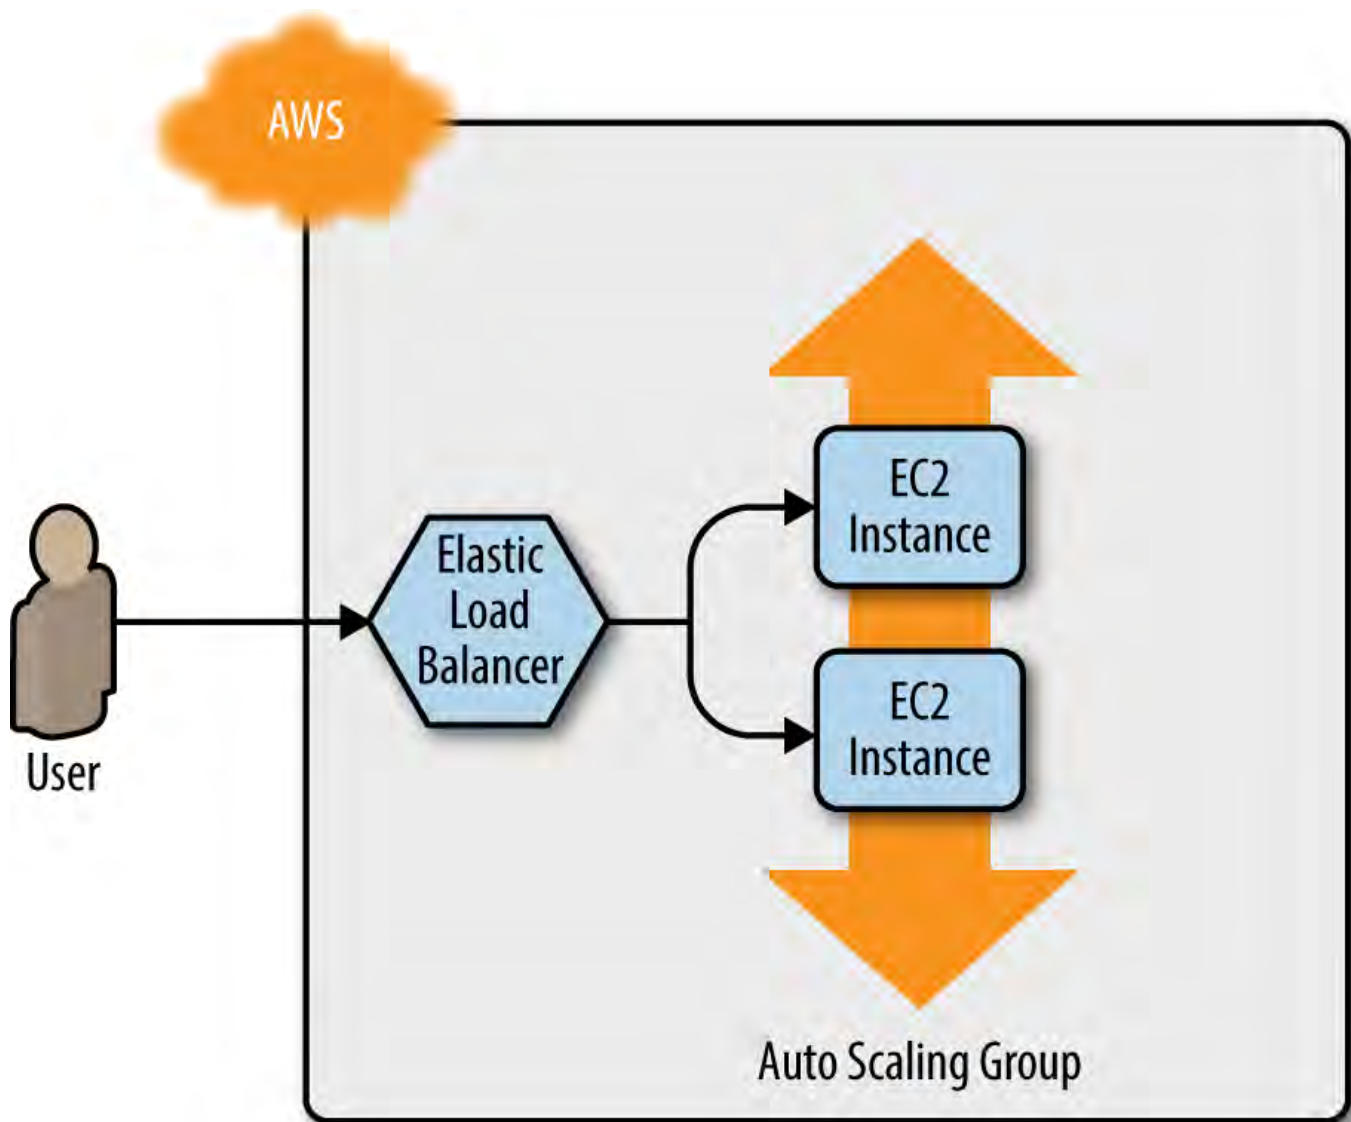 AWS
User
Elastic
Load
Balancer
EC2
Instance
EC2
Instance
Auto Scaling Group